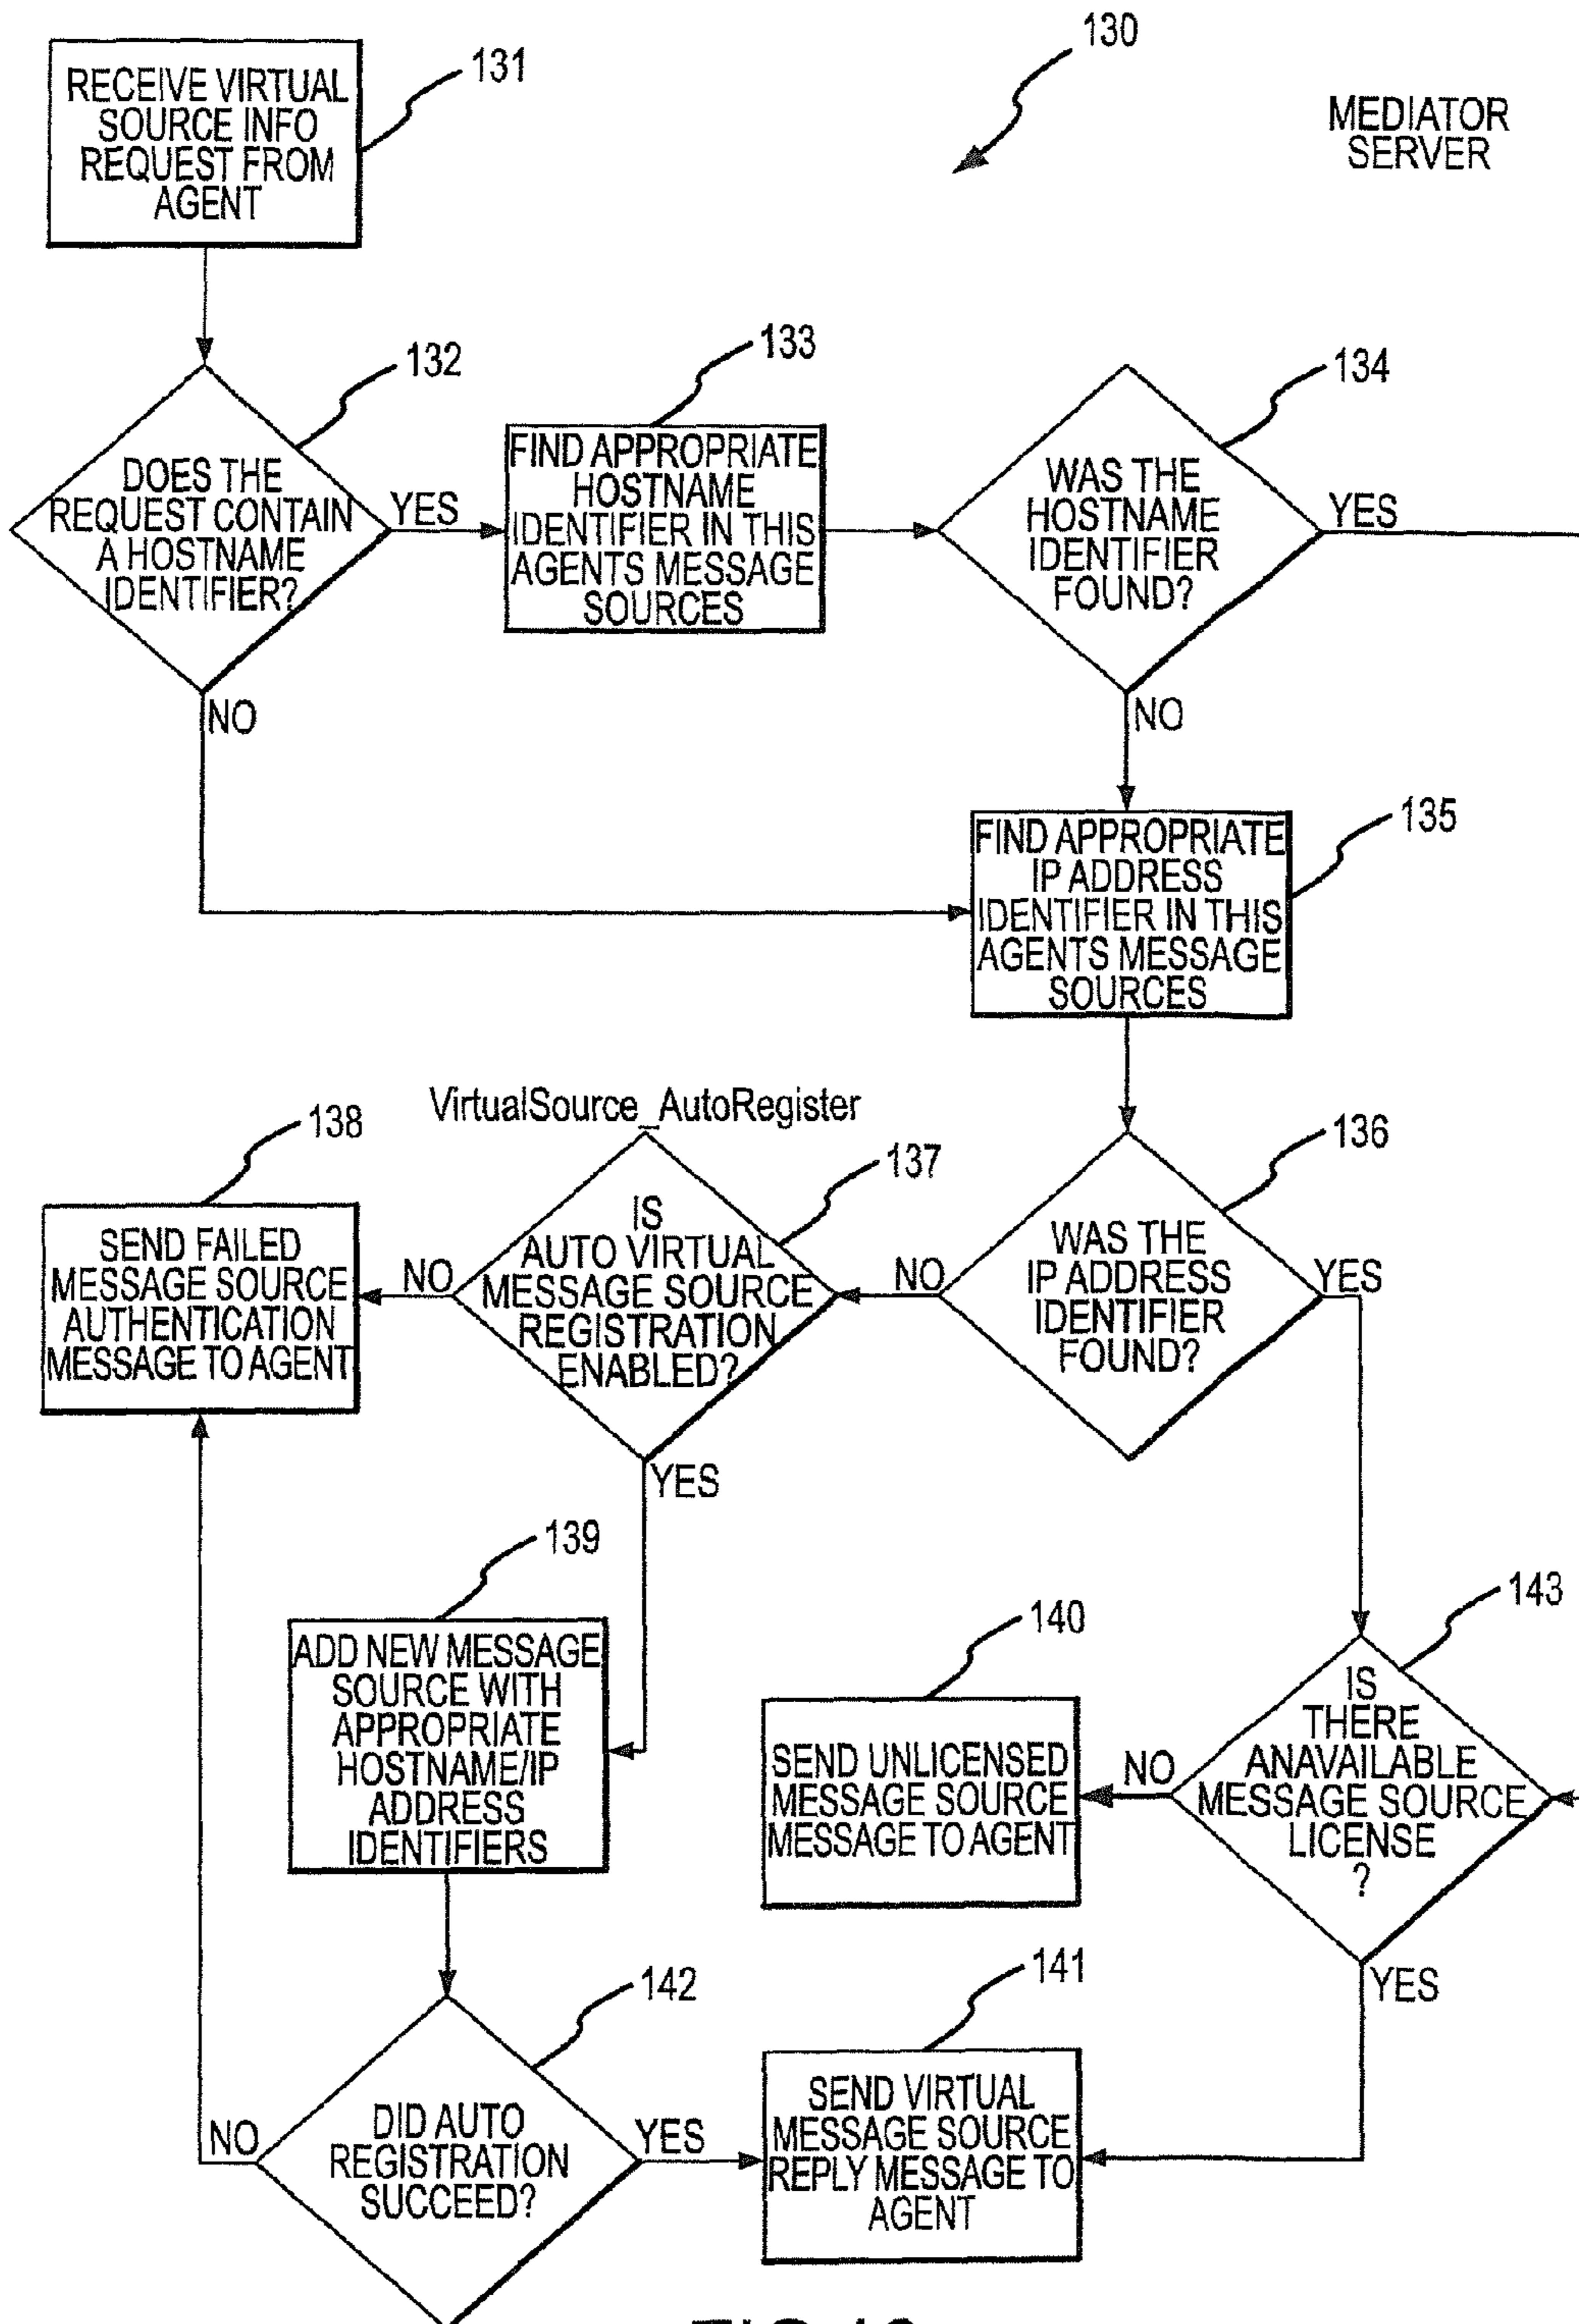 130
131
RECEIVE VIRTUAL
SOURCE INFO
REQUEST FROM
AGENT
MEDIATOR
SERVER
132
DOES THE
REQUEST CONTAIN
A HOSTNAME
IDENTIFIER?
YES
NO
133
FIND APPROPRIATE
HOSTNAME
IDENTIFIER IN THIS
AGENTS MESSAGE
SOURCES
134
WAS THE
HOSTNAME
IDENTIFIER
FOUND?
YES
NO
135
FIND APPROPRIATE
IP ADDRESS
IDENTIFIER IN THIS
AGENTS MESSAGE
SOURCES
136
WAS THE
IP ADDRESS
IDENTIFIER
FOUND?
YES
NO
VirtualSource_AutoRegister
137
IS
AUTO VIRTUAL
MESSAGE SOURCE
REGISTRATION
ENABLED?
NO
YES
138
SEND FAILED
MESSAGE SOURCE
AUTHENTICATION
MESSAGE TO AGENT
139
ADD NEW MESSAGE
SOURCE WITH
APPROPRIATE
HOSTNAME/IP
ADDRESS
IDENTIFIERS
140
SEND UNLICENSED
MESSAGE SOURCE
MESSAGE TO AGENT
143
IS
THERE
ANAVAILABLE
MESSAGE SOURCE
LICENSE
?
NO
YES
142
DID AUTO
REGISTRATION
SUCCEED?
NO
YES
141
SEND VIRTUAL
MESSAGE SOURCE
REPLY MESSAGE TO
AGENT